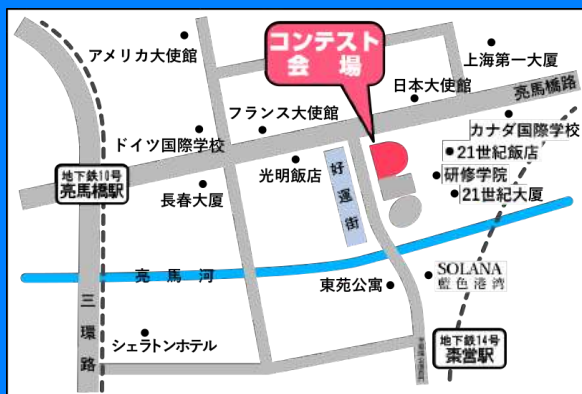 アメリカ大使館
コンテスト
会場
上海第一大厦
日本大使館
亮馬橋路
フランス大使館
ドイツ国際学校
カナダ国際学校
21世紀飯店
地下鉄10号
亮馬橋駅
光明飯店
好運街
研修学院
長春大厦
21世紀大厦
亮馬河
SOLANA
藍色港湾
東苑公寓
三環路
シェラトンホテル
地下鉄14号
棗営駅